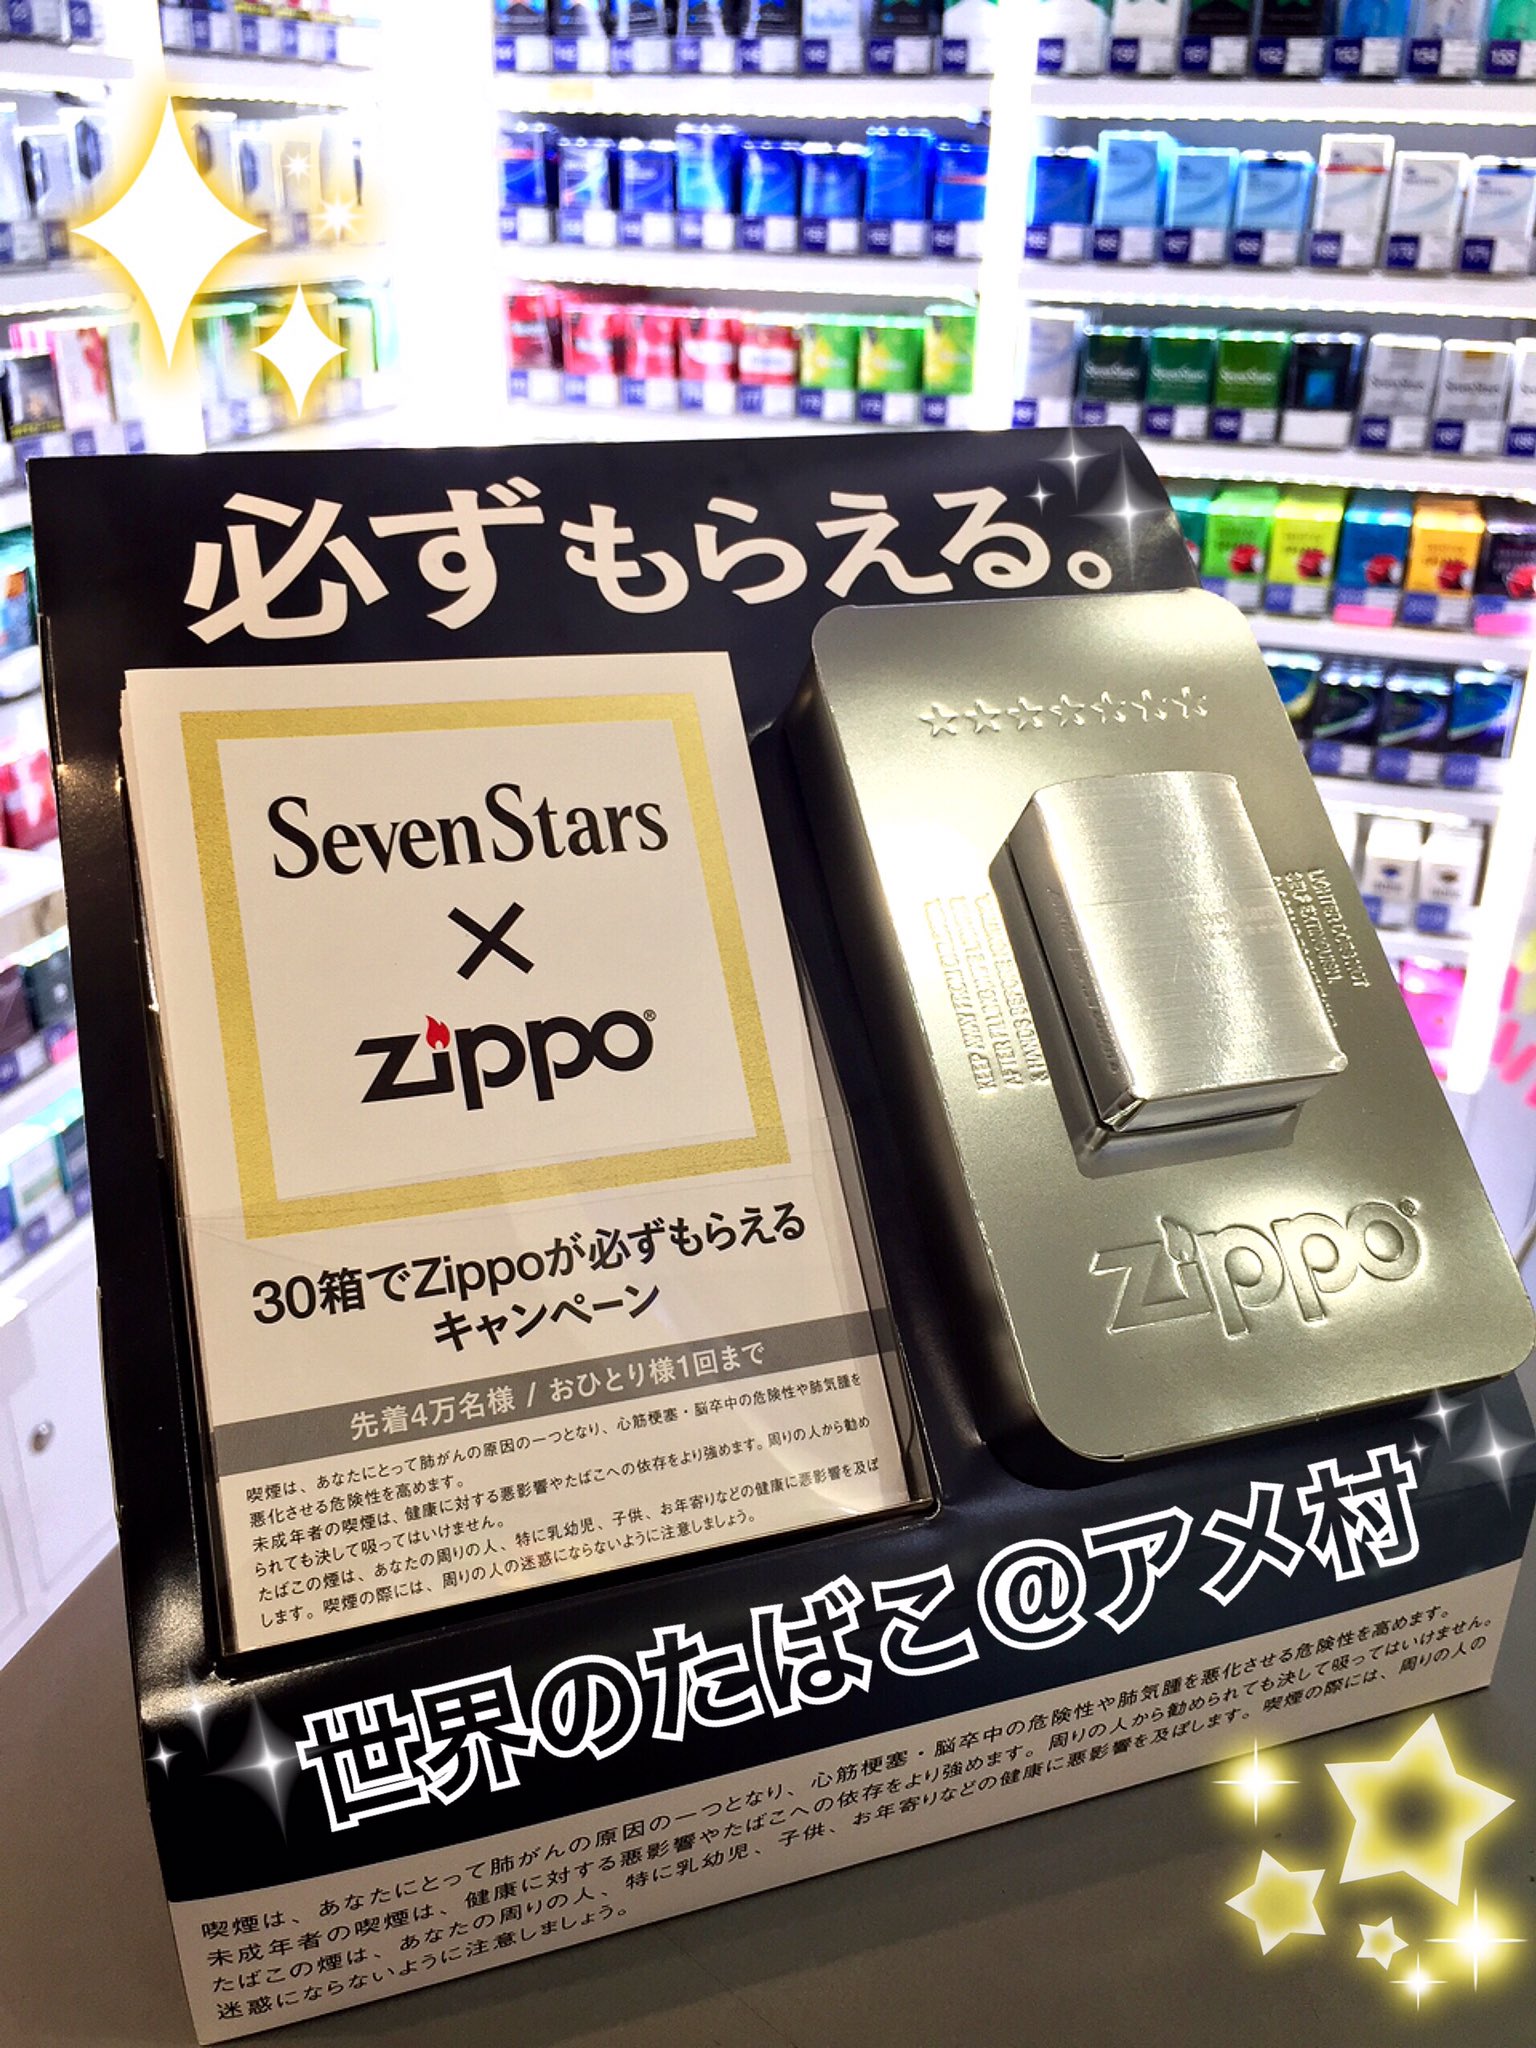 必ずもらえる。
SevenStars
×
zippo®
30箱でZippoが必ずもらえる
キャンペーン
先着4万名様 / おひとり様1回まで
喫煙は、あなたにとって肺がんの原因の一つとなり、心筋梗塞・脳卒中の危険性や肺気腫を
悪化させる危険性を高めます。
未成年者の喫煙は、健康に対する悪影響やたばこへの依存をより強めます。周りの人から勧め
られても決して吸ってはいけません。
たばこの煙は、あなたの周りの人、特に乳幼児、子供、お年寄りなどの健康に悪影響を及ぼ
します。喫煙の際には、周りの人の迷惑にならないように注意しましょう。
LIGHTER DOES NOT
SELF EXTINGUISH.
KEEP AWAY FROM
AFTER FILLING WIPE
& HANDS BEFORE
zippo®
世界のたばこ@アメ村
喫煙は、あなたにとって肺がんの原因の一つとなり、心筋梗塞・脳卒中の危険性や肺気腫を悪化させる危険性を高めます。
未成年者の喫煙は、健康に対する悪影響やたばこへの依存をより強めます。周りの人から勧められても決して吸ってはいけません。
たばこの煙は、あなたの周りの人、特に乳幼児、子供、お年寄りなどの健康に悪影響を及ぼします。喫煙の際には、周りの人の
迷惑にならないように注意しましょう。
SevenStars
SevenStars
SevenStars
SevenStars
SevenStars